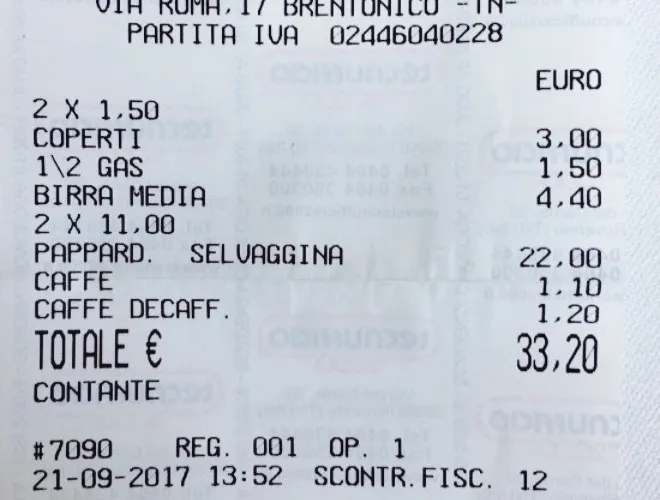 VIA ROMA,17 BRENTONICO -TN-
PARTITA IVA 02446040228
EURO
2 X 1,50
COPERTI 3,00
1\2 GAS 1,50
BIRRA MEDIA 4,40
2 X 11,00
PAPPARD. SELVAGGINA 22,00
CAFFE 1,10
CAFFE DECAFF. 1,20
TOTALE € 33,20
CONTANTE
#7090 REG. 001 OP. 1
21-09-2017 13:52 SCONTR.FISC. 12